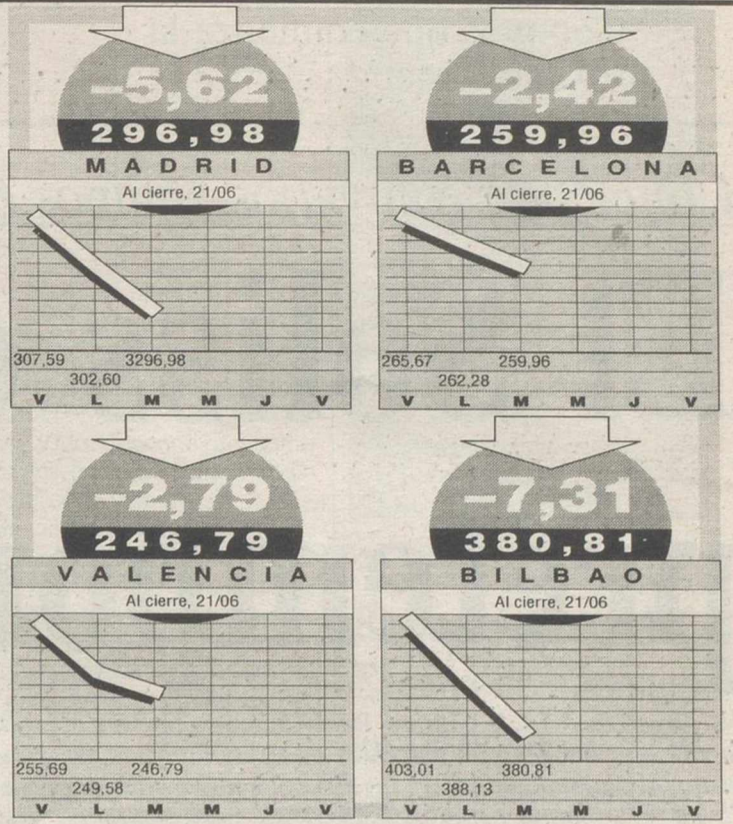 –5,62
296,98
MADRID
Al cierre, 21/06
307,59 3296,98
302,60
V L M M J V
–2,42
259,96
BARCELONA
Al cierre, 21/06
265,67 259,96
262,28
V L M M J V
–2,79
246,79
VALENCIA
Al cierre, 21/06
255,69 246,79
249,58
V L M M J V
–7,31
380,81
BILBAO
Al cierre, 21/06
403,01 380,81
388,13
V L M M J V